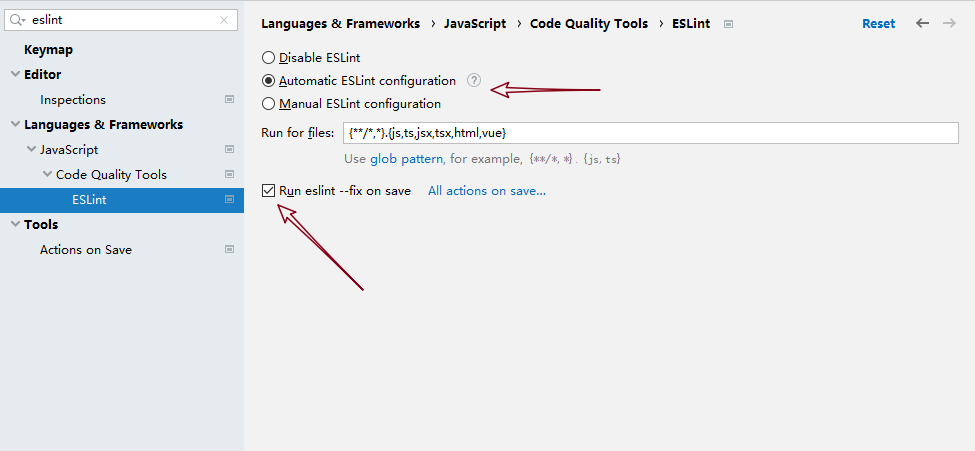 eslint
Keymap
Editor
Inspections
Languages & Frameworks
JavaScript
Code Quality Tools
ESLint
Tools
Actions on Save
Languages & Frameworks › JavaScript › Code Quality Tools › ESLint
Reset
Disable ESLint
Automatic ESLint configuration ?
Manual ESLint configuration
Run for files: {**/*,*}.{js,ts,jsx,tsx,html,vue}
Use glob pattern, for example, {**/*,*}.{js,ts}
Run eslint --fix on save All actions on save...